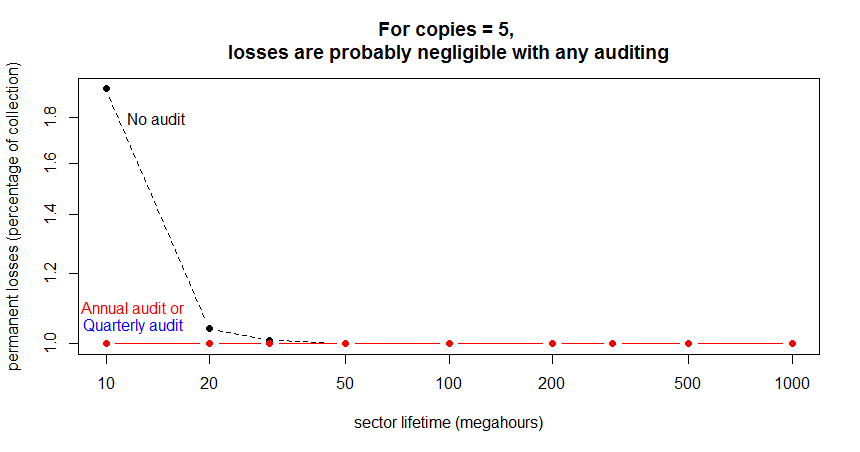 For copies = 5,
losses are probably negligible with any auditing
permanent losses (percentage of collection)
1.8
1.6
1.4
1.2
1.0
No audit
Annual audit or
Quarterly audit
10 20 50 100 200 500 1000
sector lifetime (megahours)